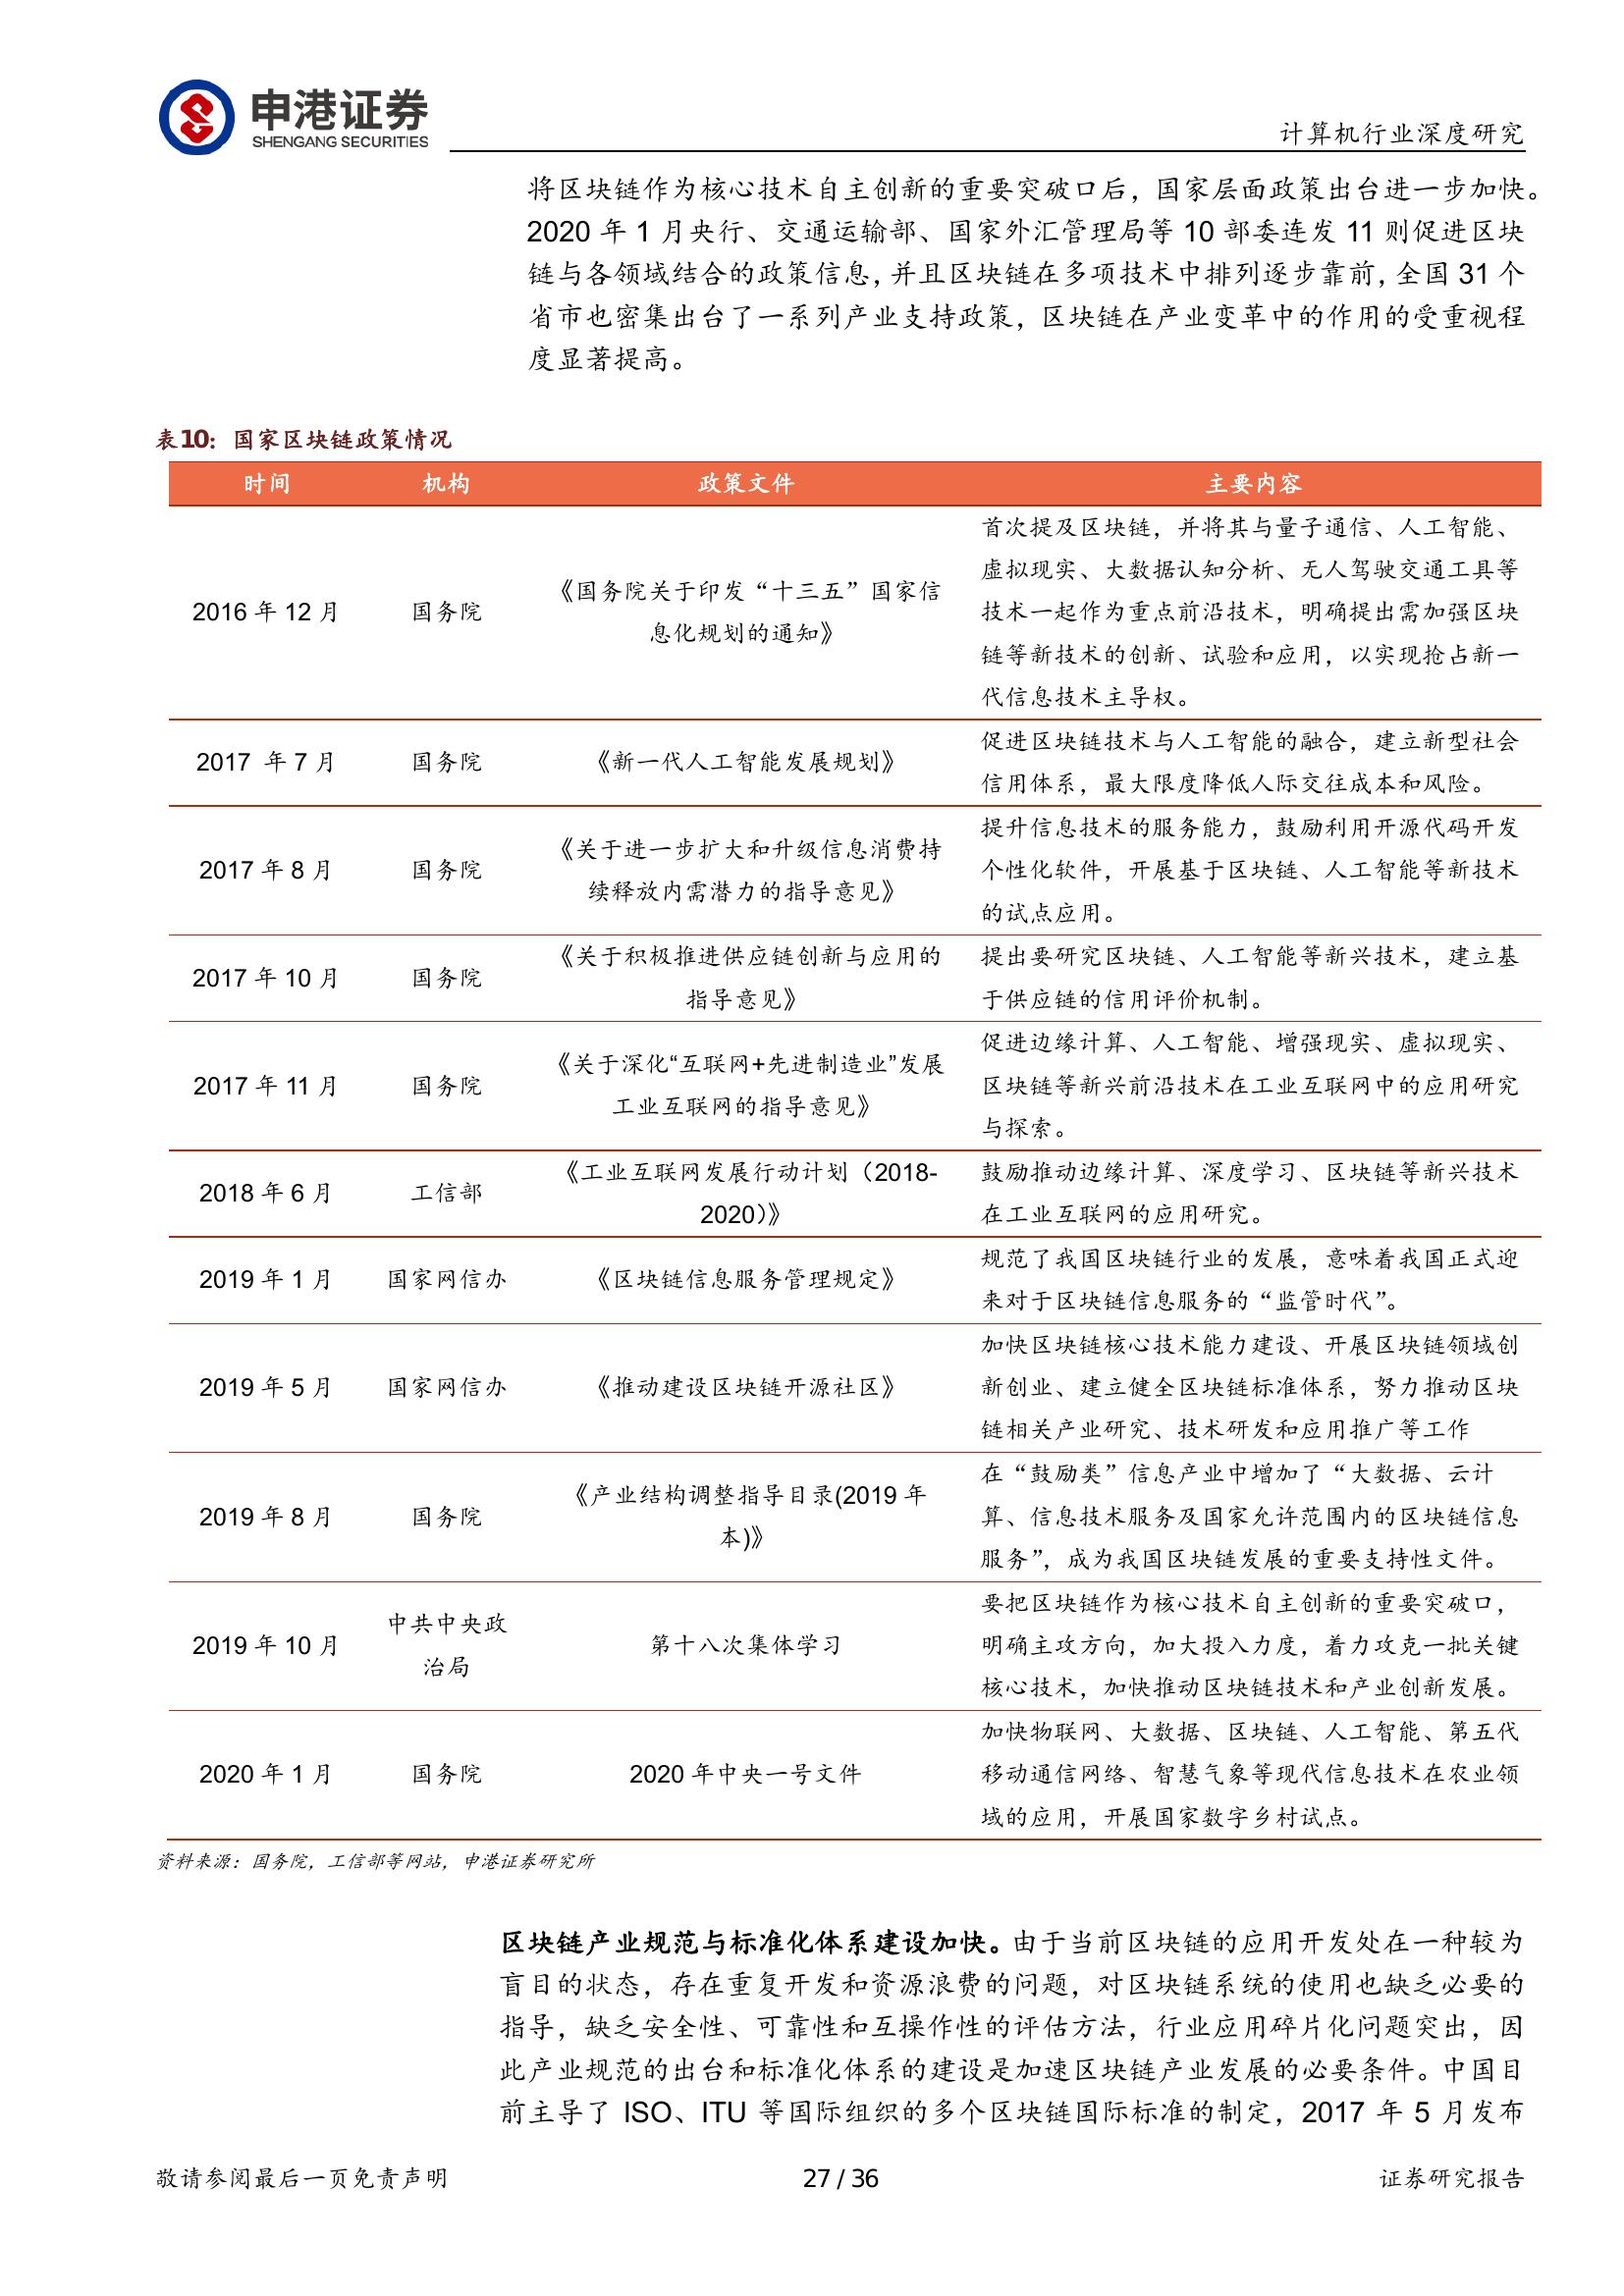 申港证券
SHENGANG SECURITIES
计算机行业深度研究
将区块链作为核心技术自主创新的重要突破口后，国家层面政策出台进一步加快。
2020 年 1 月央行、交通运输部、国家外汇管理局等 10 部委连发 11 则促进区块
链与各领域结合的政策信息，并且区块链在多项技术中排列逐步靠前，全国 31 个
省市也密集出台了一系列产业支持政策，区块链在产业变革中的作用的受重视程
度显著提高。
表10：国家区块链政策情况
时间 机构 政策文件 主要内容
2016 年 12 月 国务院
《国务院关于印发“十三五”国家信
息化规划的通知》
首次提及区块链，并将其与量子通信、人工智能、
虚拟现实、大数据认知分析、无人驾驶交通工具等
技术一起作为重点前沿技术，明确提出需加强区块
链等新技术的创新、试验和应用，以实现抢占新一
代信息技术主导权。
2017 年 7 月 国务院 《新一代人工智能发展规划》
促进区块链技术与人工智能的融合，建立新型社会
信用体系，最大限度降低人际交往成本和风险。
2017 年 8 月 国务院
《关于进一步扩大和升级信息消费持
续释放内需潜力的指导意见》
提升信息技术的服务能力，鼓励利用开源代码开发
个性化软件，开展基于区块链、人工智能等新技术
的试点应用。
2017 年 10 月 国务院
《关于积极推进供应链创新与应用的
指导意见》
提出要研究区块链、人工智能等新兴技术，建立基
于供应链的信用评价机制。
2017 年 11 月 国务院
《关于深化“互联网+先进制造业”发展
工业互联网的指导意见》
促进边缘计算、人工智能、增强现实、虚拟现实、
区块链等新兴前沿技术在工业互联网中的应用研究
与探索。
2018 年 6 月 工信部
《工业互联网发展行动计划（2018-
2020）》
鼓励推动边缘计算、深度学习、区块链等新兴技术
在工业互联网的应用研究。
2019 年 1 月 国家网信办 《区块链信息服务管理规定》
规范了我国区块链行业的发展，意味着我国正式迎
来对于区块链信息服务的“监管时代”。
2019 年 5 月 国家网信办 《推动建设区块链开源社区》
加快区块链核心技术能力建设、开展区块链领域创
新创业、建立健全区块链标准体系，努力推动区块
链相关产业研究、技术研发和应用推广等工作
2019 年 8 月 国务院
《产业结构调整指导目录(2019 年
本)》
在“鼓励类”信息产业中增加了“大数据、云计
算、信息技术服务及国家允许范围内的区块链信息
服务”，成为我国区块链发展的重要支持性文件。
2019 年 10 月
中共中央政
治局
第十八次集体学习
要把区块链作为核心技术自主创新的重要突破口，
明确主攻方向，加大投入力度，着力攻克一批关键
核心技术，加快推动区块链技术和产业创新发展。
2020 年 1 月 国务院 2020 年中央一号文件
加快物联网、大数据、区块链、人工智能、第五代
移动通信网络、智慧气象等现代信息技术在农业领
域的应用，开展国家数字乡村试点。
资料来源：国务院，工信部等网站，申港证券研究所
区块链产业规范与标准化体系建设加快。由于当前区块链的应用开发处在一种较为
盲目的状态，存在重复开发和资源浪费的问题，对区块链系统的使用也缺乏必要的
指导，缺乏安全性、可靠性和互操作性的评估方法，行业应用碎片化问题突出，因
此产业规范的出台和标准化体系的建设是加速区块链产业发展的必要条件。中国目
前主导了 ISO、ITU 等国际组织的多个区块链国际标准的制定，2017 年 5 月发布
敬请参阅最后一页免责声明 27 / 36 证券研究报告